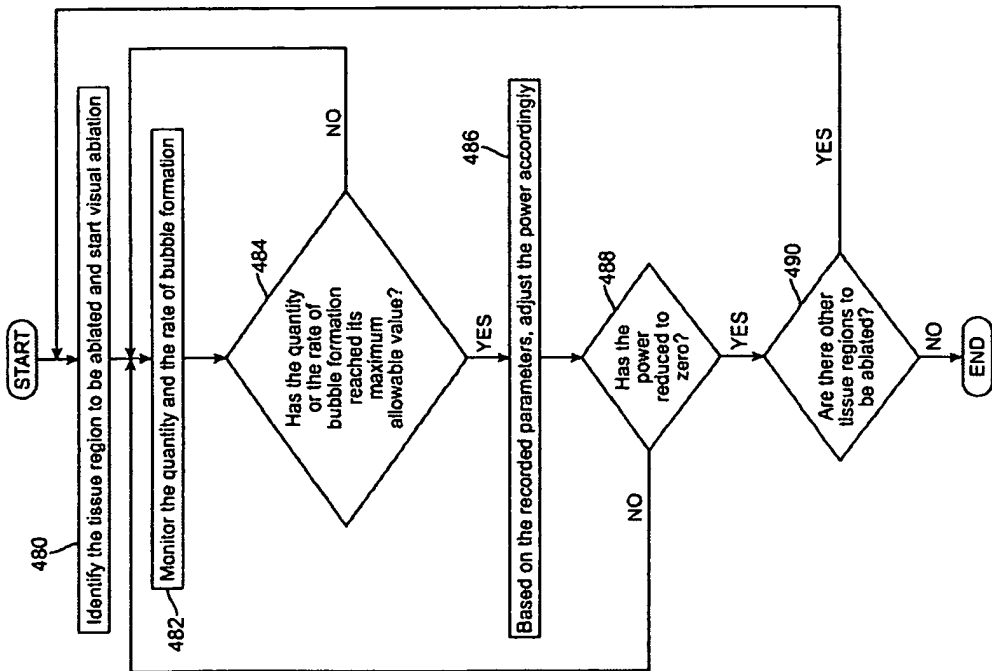 START
480
Identify the tissue region to be ablated and start visual ablation
482
Monitor the quantity and the rate of bubble formation
484
Has the quantity
or the rate of
bubble formation
reached its
maximum
allowable value?
NO
YES
486
Based on the recorded parameters, adjust the power accordingly
488
Has the
power
reduced to
zero?
NO
YES
490
Are there other
tissue regions to
be ablated?
YES
NO
END